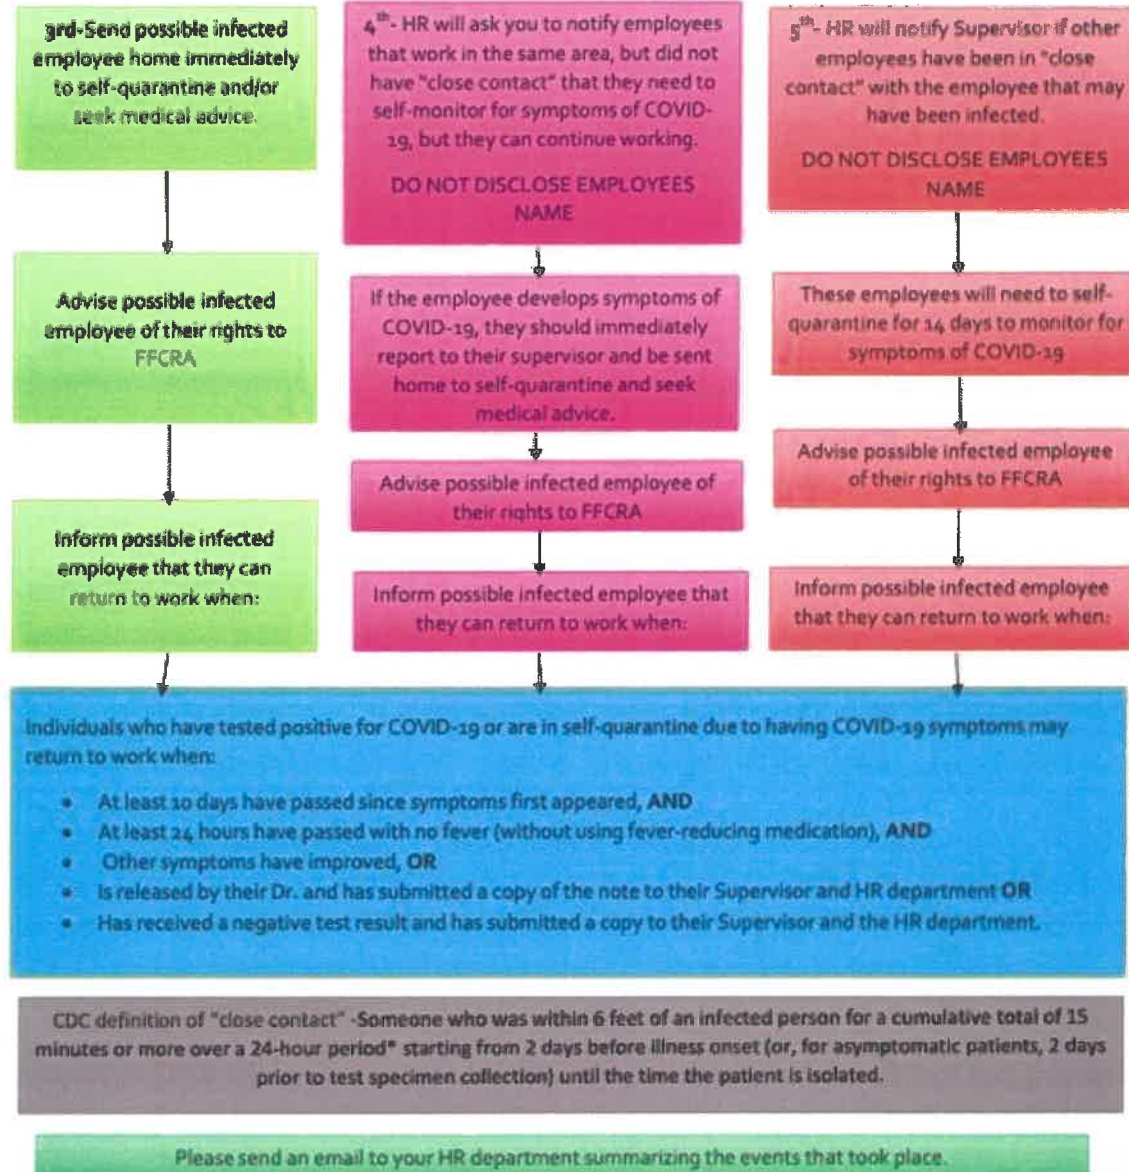 3rd-Send possible infected
employee home immediately
to self-quarantine and/or
seek medical advice.
Advise possible infected
employee of their rights to
FFCRA
Inform possible infected
employee that they can
return to work when:
4th- HR will ask you to notify employees
that work in the same area, but did not
have "close contact" that they need to
self-monitor for symptoms of COVID-
19, but they can continue working.
DO NOT DISCLOSE EMPLOYEES
NAME
If the employee develops symptoms of
COVID-19, they should immediately
report to their supervisor and be sent
home to self-quarantine and seek
medical advice.
Advise possible infected employee of
their rights to FFCRA
Inform possible infected employee that
they can return to work when:
5th- HR will notify Supervisor if other
employees have been in "close
contact" with the employee that may
have been infected.
DO NOT DISCLOSE EMPLOYEES
NAME
These employees will need to self-
quarantine for 14 days to monitor for
symptoms of COVID-19
Advise possible infected employee
of their rights to FFCRA
Inform possible infected employee
that they can return to work when:
Individuals who have tested positive for COVID-19 or are in self-quarantine due to having COVID-19 symptoms may
return to work when:
• At least 10 days have passed since symptoms first appeared, AND
• At least 24 hours have passed with no fever (without using fever-reducing medication), AND
• Other symptoms have improved, OR
• Is released by their Dr. and has submitted a copy of the note to their Supervisor and HR department OR
• Has received a negative test result and has submitted a copy to their Supervisor and the HR department.
CDC definition of "close contact" -Someone who was within 6 feet of an infected person for a cumulative total of 15
minutes or more over a 24-hour period* starting from 2 days before illness onset (or, for asymptomatic patients, 2 days
prior to test specimen collection) until the time the patient is isolated.
Please send an email to your HR department summarizing the events that took place.